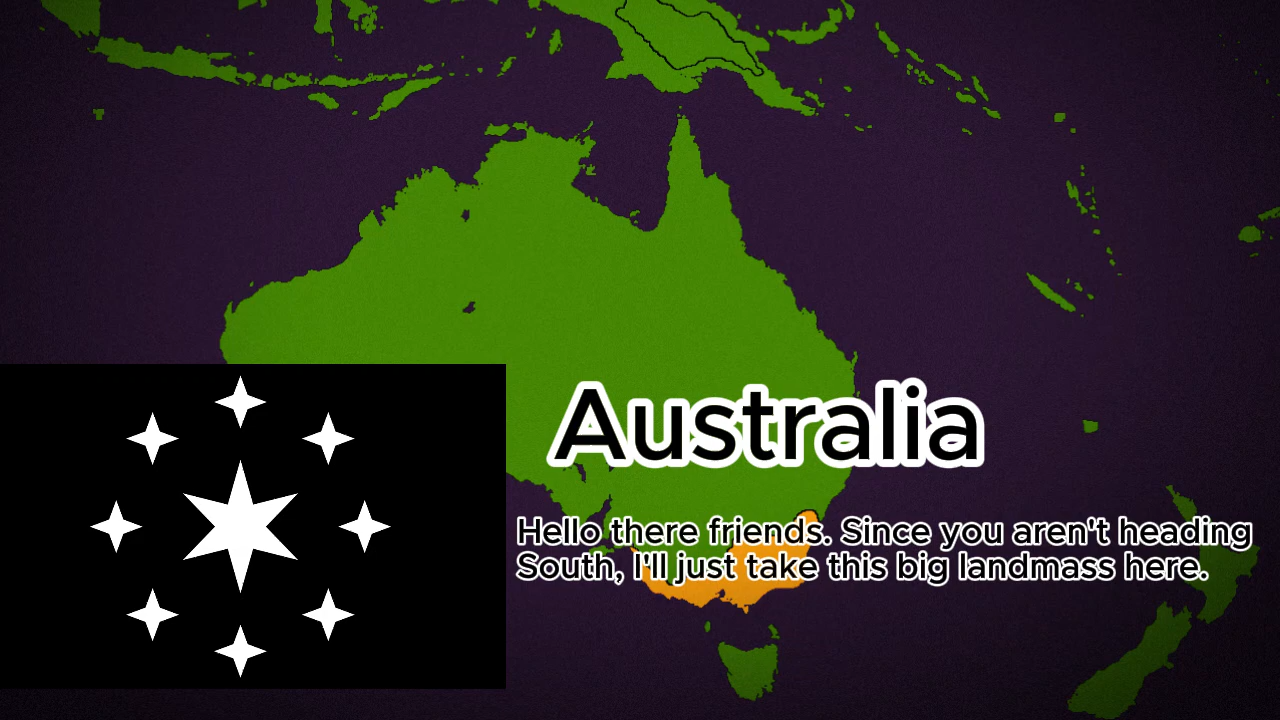 Australia
Hello there friends. Since you aren't heading
South, I'll just take this big landmass here.